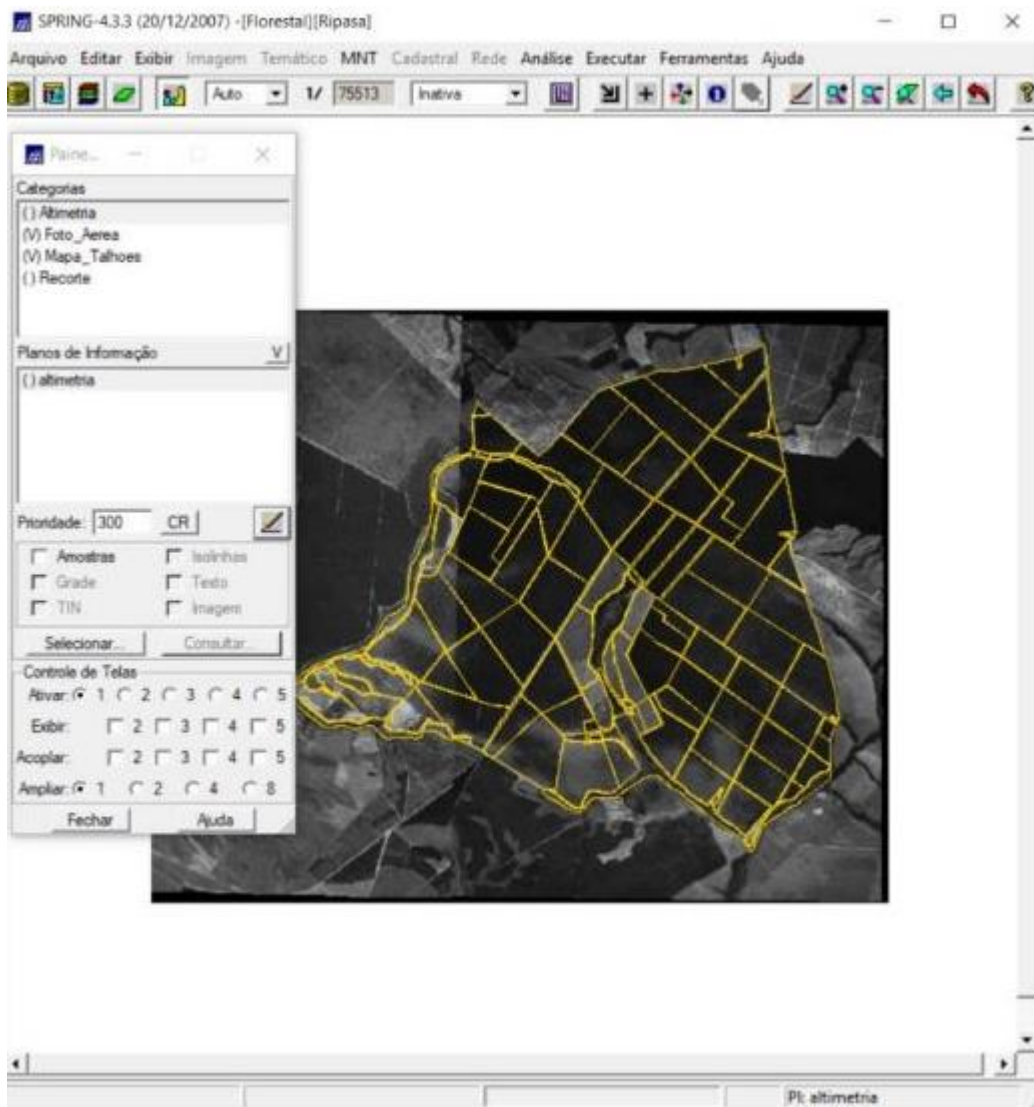 SPRING-4.3.3 (20/12/2007) -[Florestal][Ripasa]
Arquivo Editar Exibir Imagem Temático MNT Cadastral Rede Análise Executar Ferramentas Ajuda
Auto 1/ 75513 Inativa
Paine...
Categorias
( ) Altimetria
(V) Foto_Aerea
(V) Mapa_Talhoes
( ) Recorte
Planos de Informação V
( ) altimetria
Prioridade: 300 CR
Amostras Isolinhas
Grade Texto
TIN Imagem
Selecionar... Consultar...
Controle de Telas
Ativar: 1 2 3 4 5
Exibir: 2 3 4 5
Acoplar: 2 3 4 5
Ampliar: 1 2 4 8
Fechar Ajuda
PI: altimetria